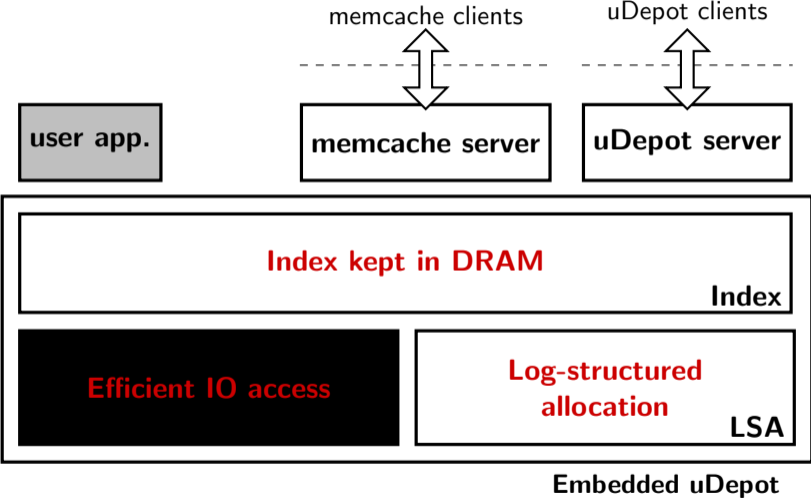 memcache clients
uDepot clients
user app.
memcache server
uDepot server
Index kept in DRAM
Index
Efficient IO access
Log-structured
allocation
LSA
Embedded uDepot